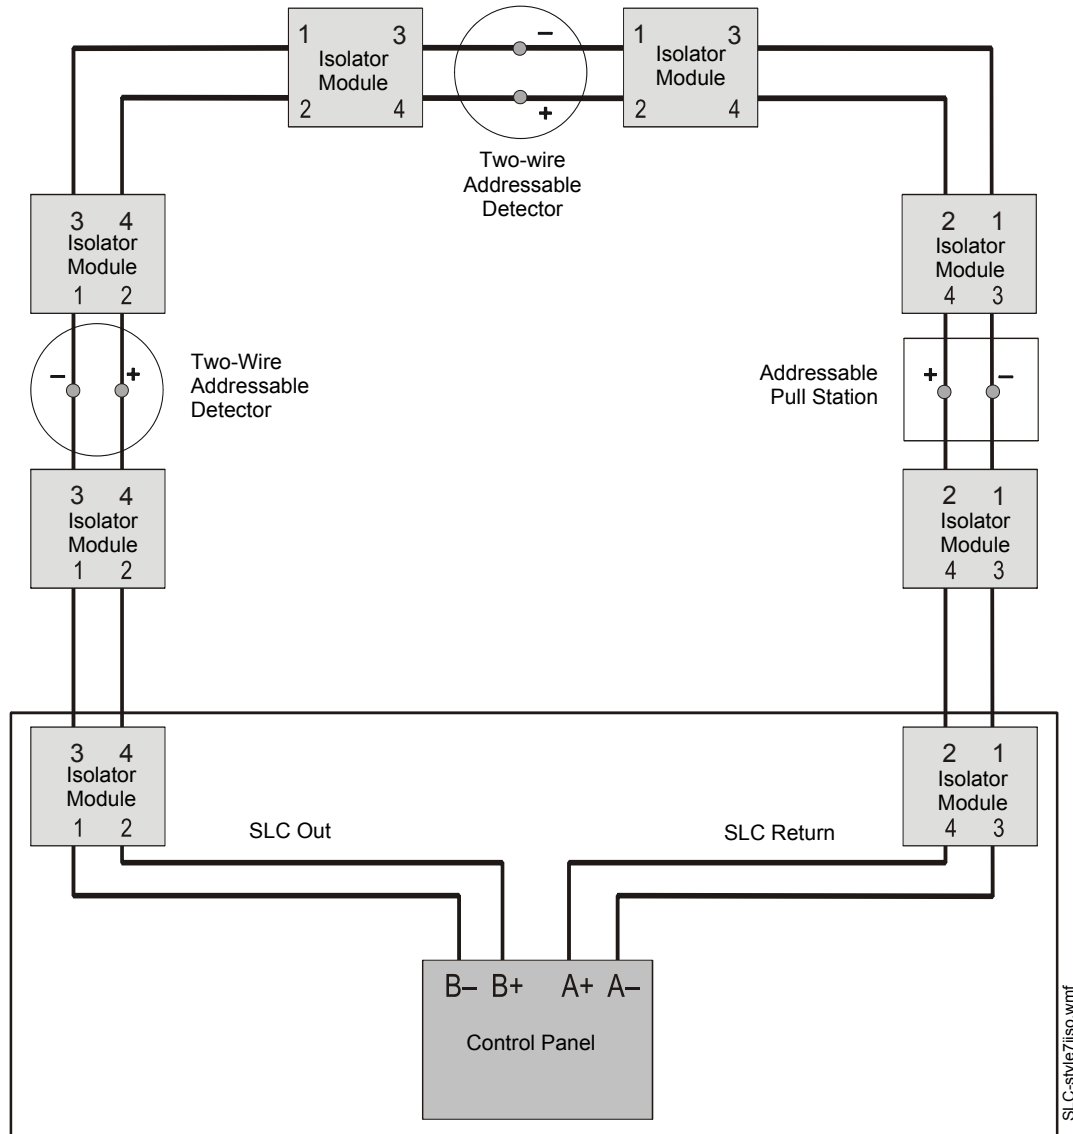 1 3
Isolator
Module
2 4
–
+
1 3
Isolator
Module
2 4
Two-wire
Addressable
Detector
3 4
Isolator
Module
1 2
2 1
Isolator
Module
4 3
– +
Two-Wire
Addressable
Detector
Addressable
Pull Station
+ –
3 4
Isolator
Module
1 2
2 1
Isolator
Module
4 3
3 4
Isolator
Module
1 2
2 1
Isolator
Module
4 3
SLC Out
SLC Return
B– B+ A+ A–
Control Panel
SLC-style7iiso.wmf